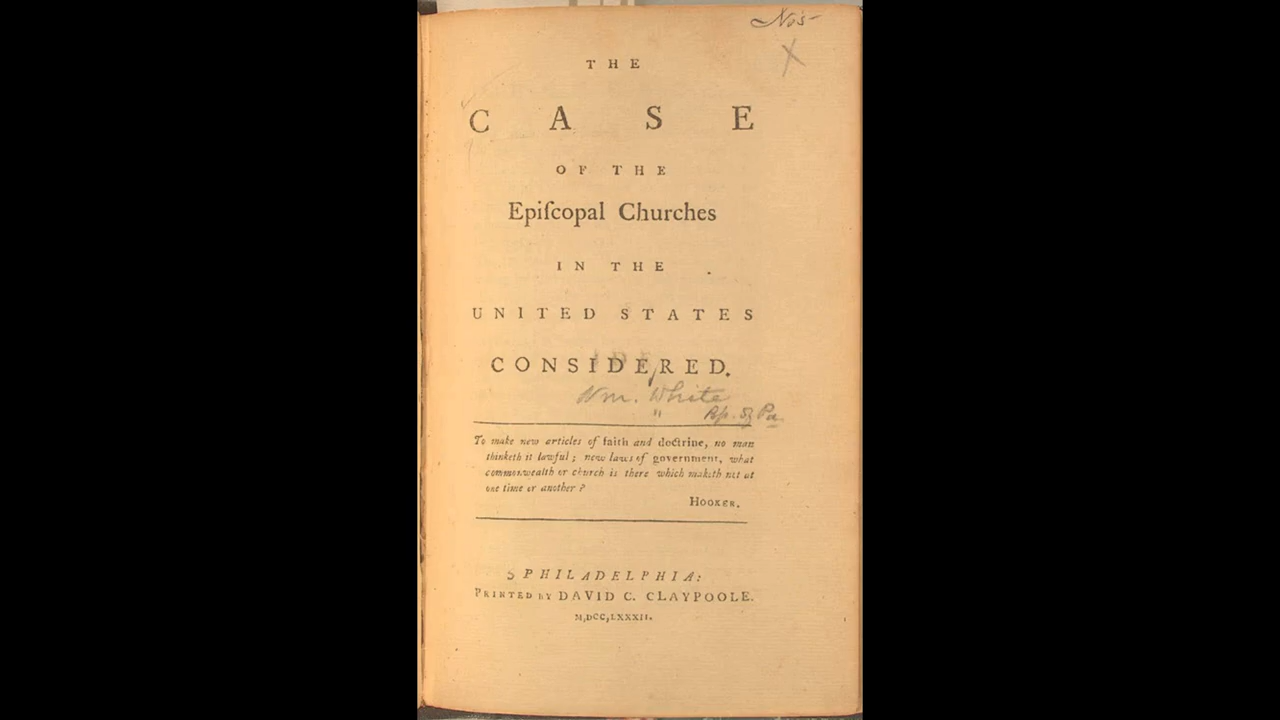 Nos
X
THE
CASE
OF THE
Epiſcopal Churches
IN THE
UNITED STATES
CONSIDERED.
Wm. White
Bp. of Pa
To make new articles of faith and doctrine, no man
thinketh it lawful ; new laws of government, what
commonwealth or church is there which maketh not at
one time or another ?
HOOKER.
PHILADELPHIA:
PRINTED BY DAVID C. CLAYPOOLE.
M,DCC,LXXXII.